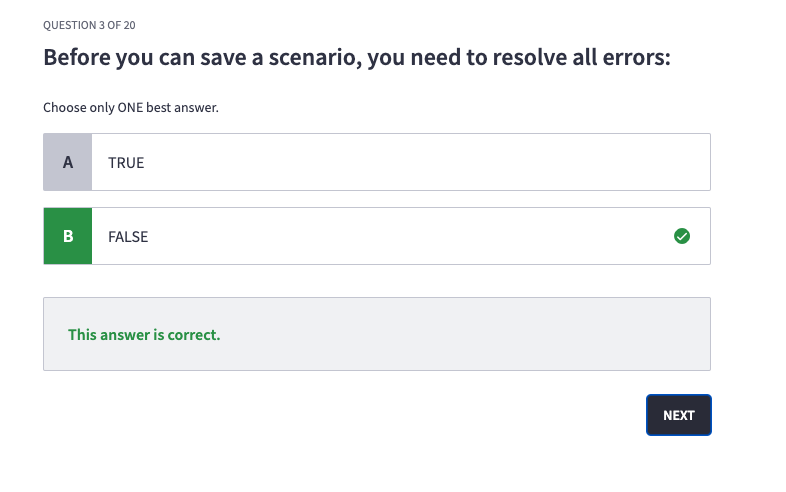 QUESTION 3 OF 20
Before you can save a scenario, you need to resolve all errors:
Choose only ONE best answer.
A TRUE
B FALSE
This answer is correct.
NEXT